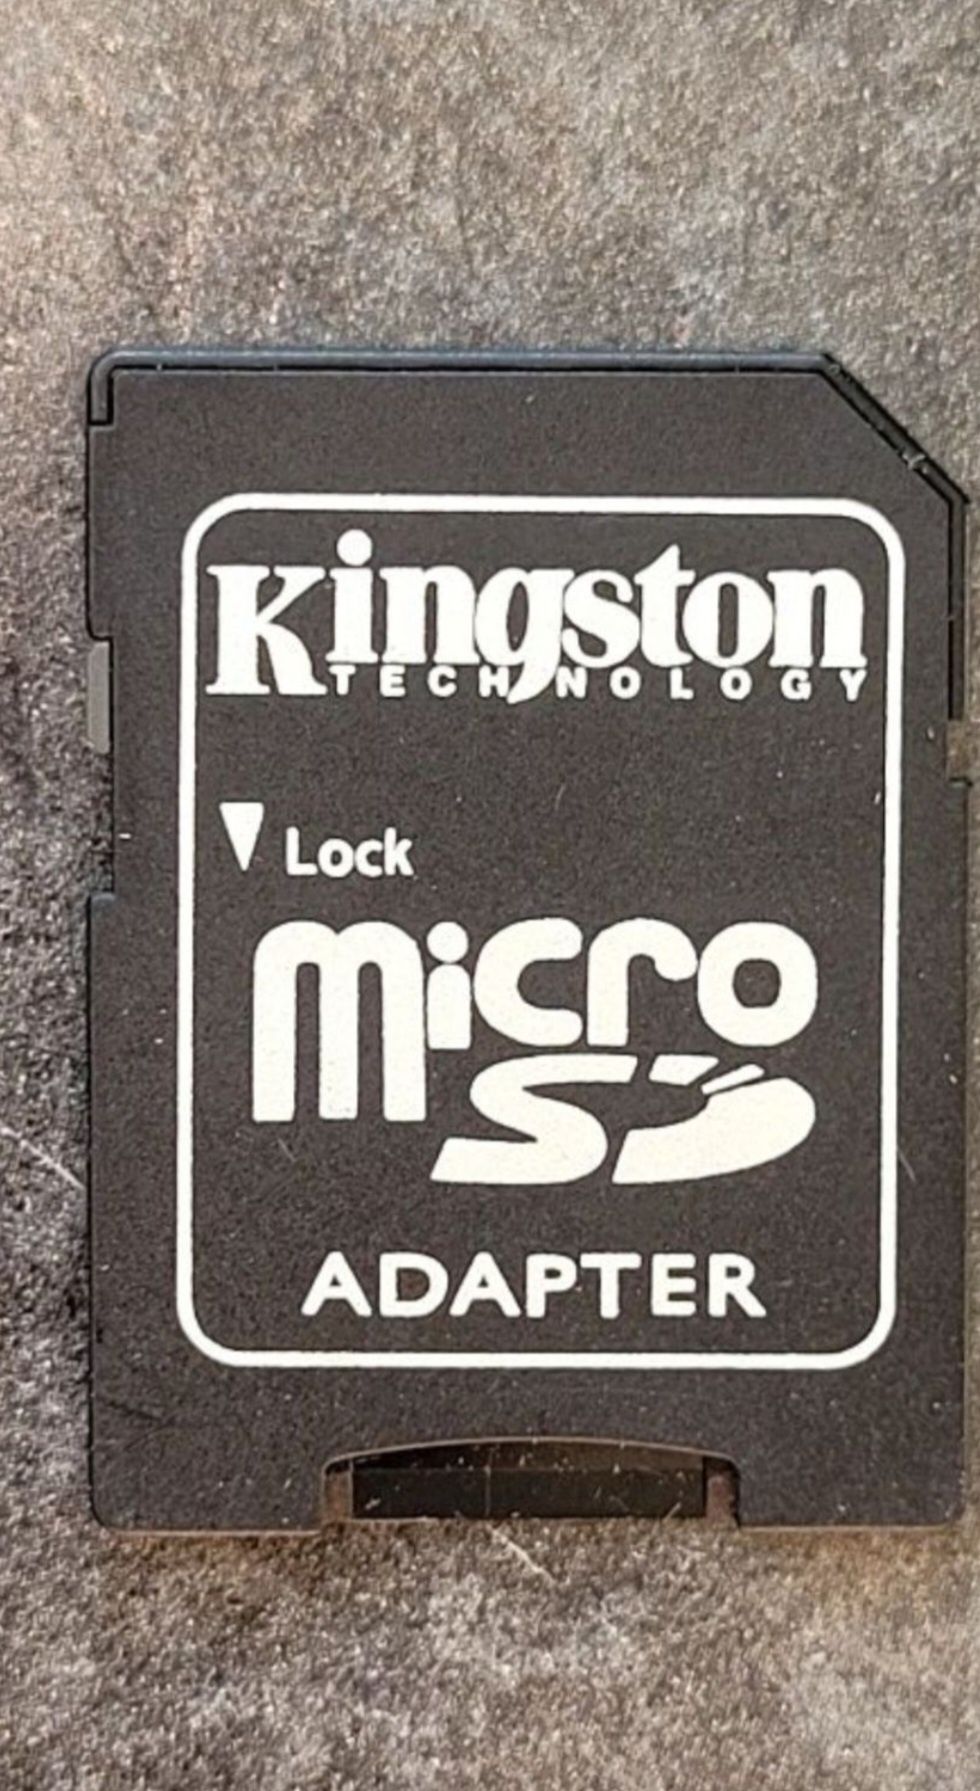 Kingston
TECHNOLOGY
Lock
micro
SD
ADAPTER